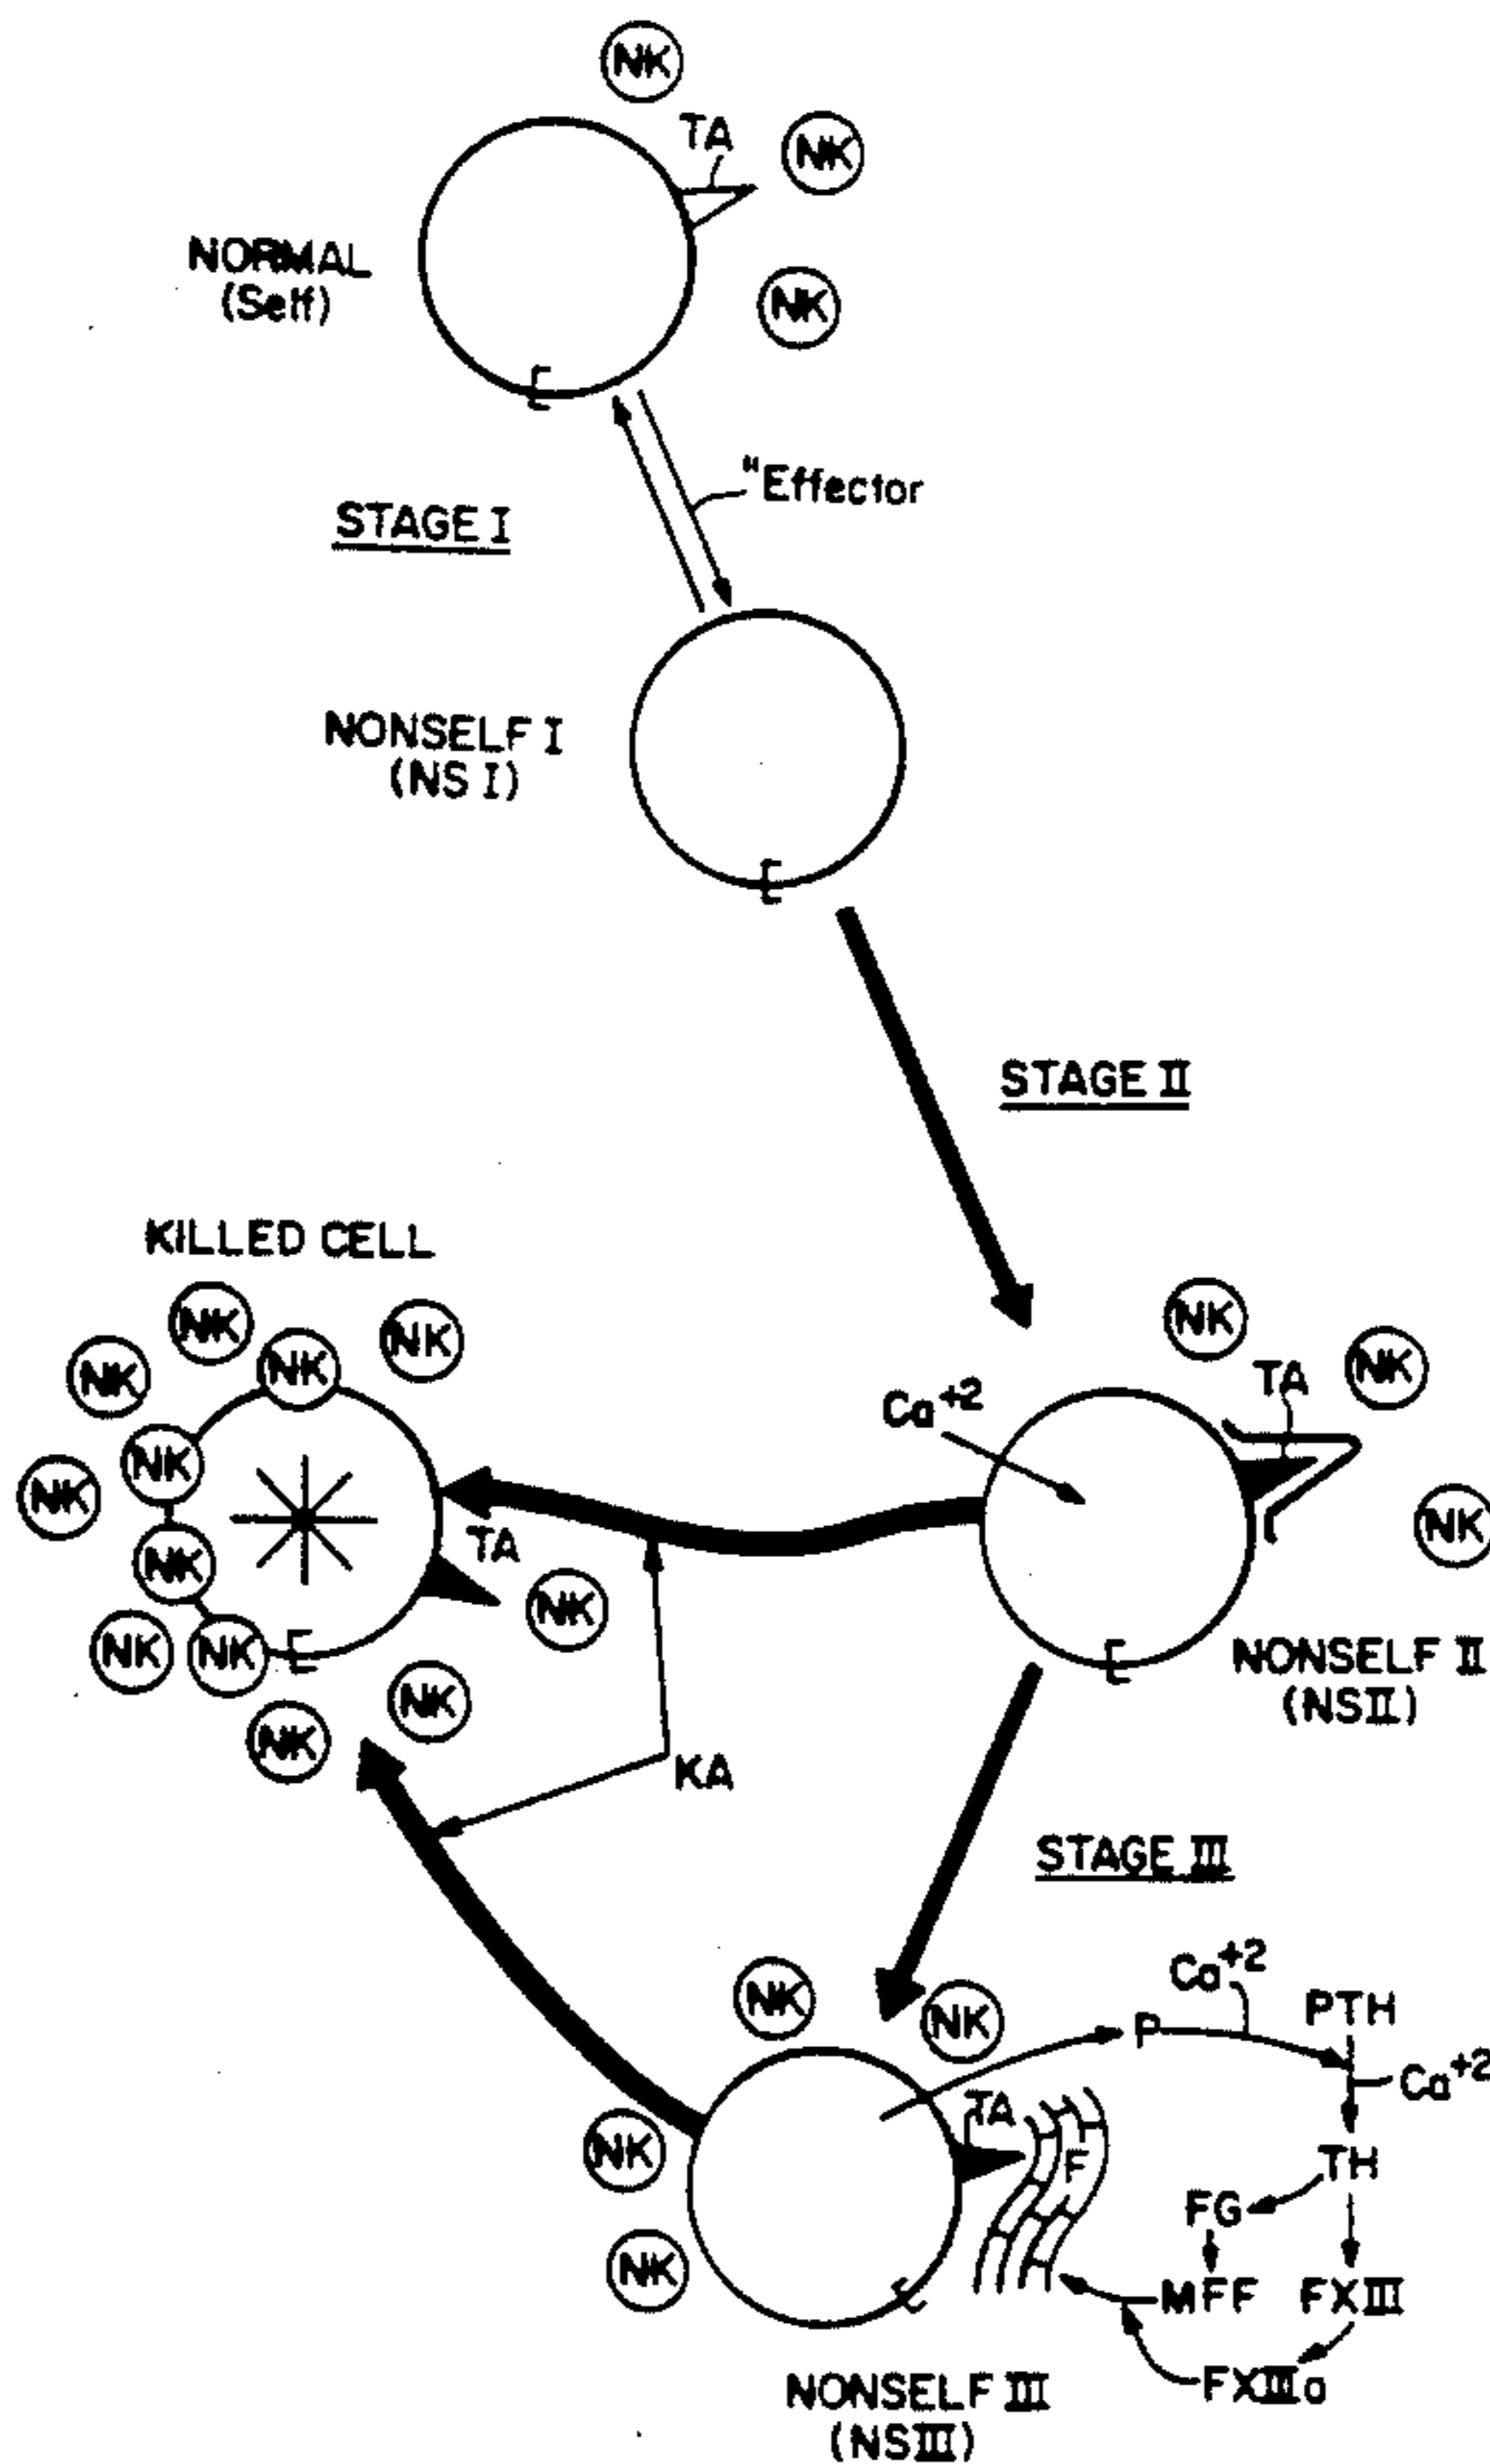 NK
TA
NK
NORMAL
(Self)
NK
"Effector
STAGE I
NONSELF I
(NS I)
STAGE II
KILLED CELL
NK
NK
NK
NK
NK
NK
TA
NK
Ca+2
NK
NK
NK
TA
NK
NK
NK
NK
NONSELF II
(NSII)
NK
NK
KA
STAGE III
NK
NK
P
Ca+2
PTH
Ca+2
TA
NK
F
TH
FG
NK
MFF
FXIII
FXIIIa
NONSELF III
(NSIII)